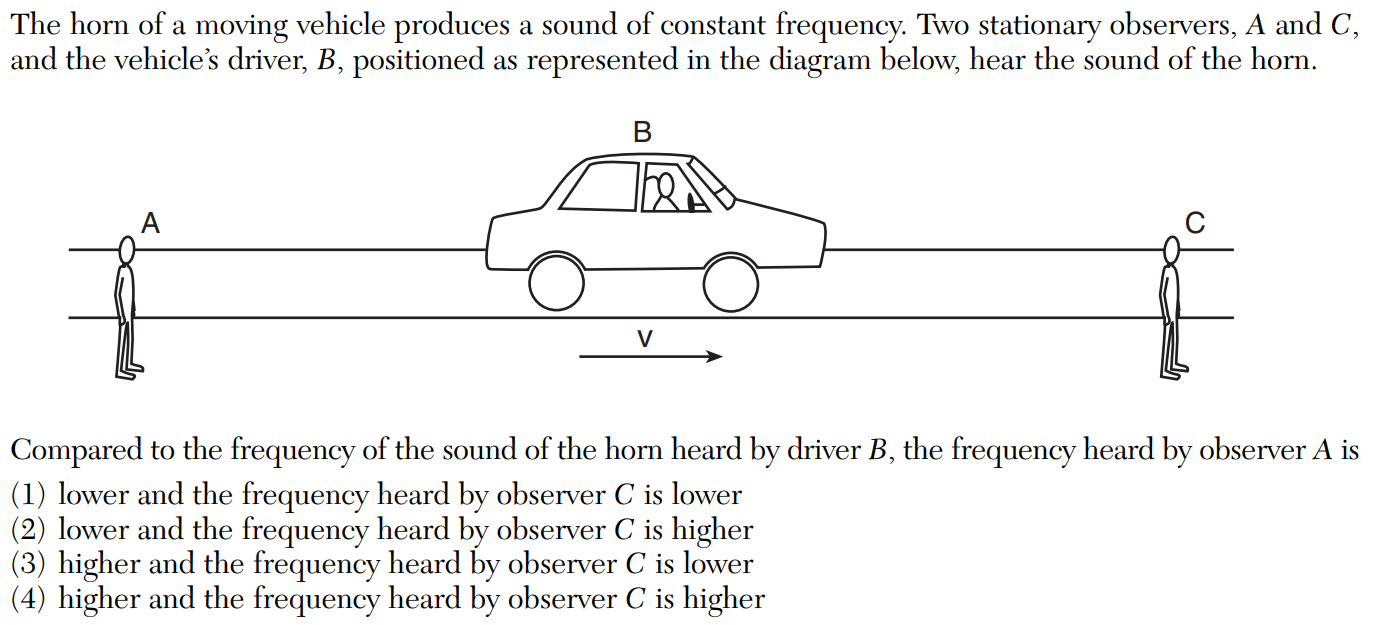 The horn of a moving vehicle produces a sound of constant frequency. Two stationary observers, A and C,
and the vehicle's driver, B, positioned as represented in the diagram below, hear the sound of the horn.
B
A
C
v
Compared to the frequency of the sound of the horn heard by driver B, the frequency heard by observer A is
(1) lower and the frequency heard by observer C is lower
(2) lower and the frequency heard by observer C is higher
(3) higher and the frequency heard by observer C is lower
(4) higher and the frequency heard by observer C is higher